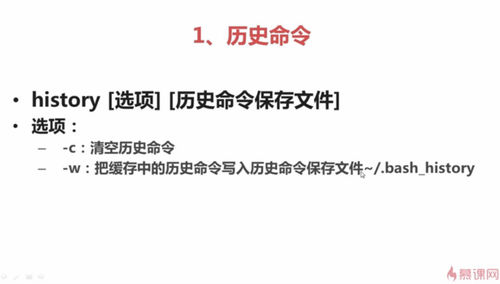 1、历史命令
• history [选项] [历史命令保存文件]
• 选项：
– -c：清空历史命令
– -w：把缓存中的历史命令写入历史命令保存文件~/.bash_history
慕课网